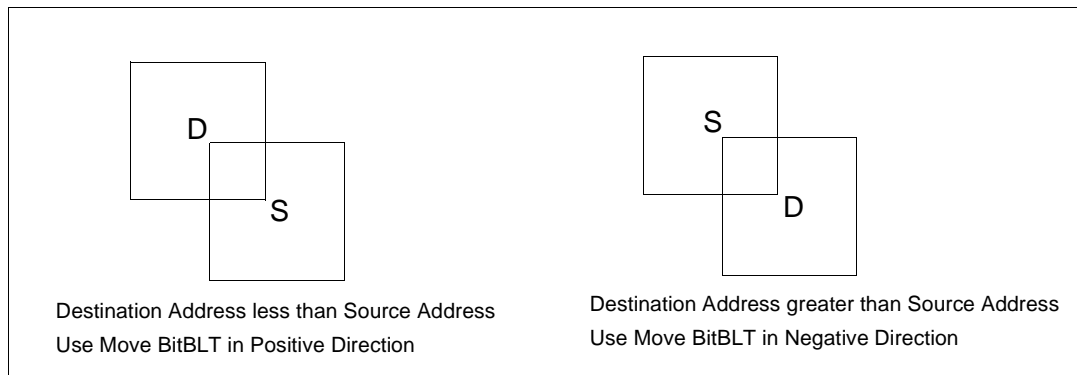 D
S
Destination Address less than Source Address
Use Move BitBLT in Positive Direction
S
D
Destination Address greater than Source Address
Use Move BitBLT in Negative Direction